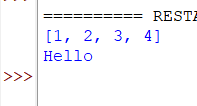 ========== RESTA
[1, 2, 3, 4]
Hello
>>>